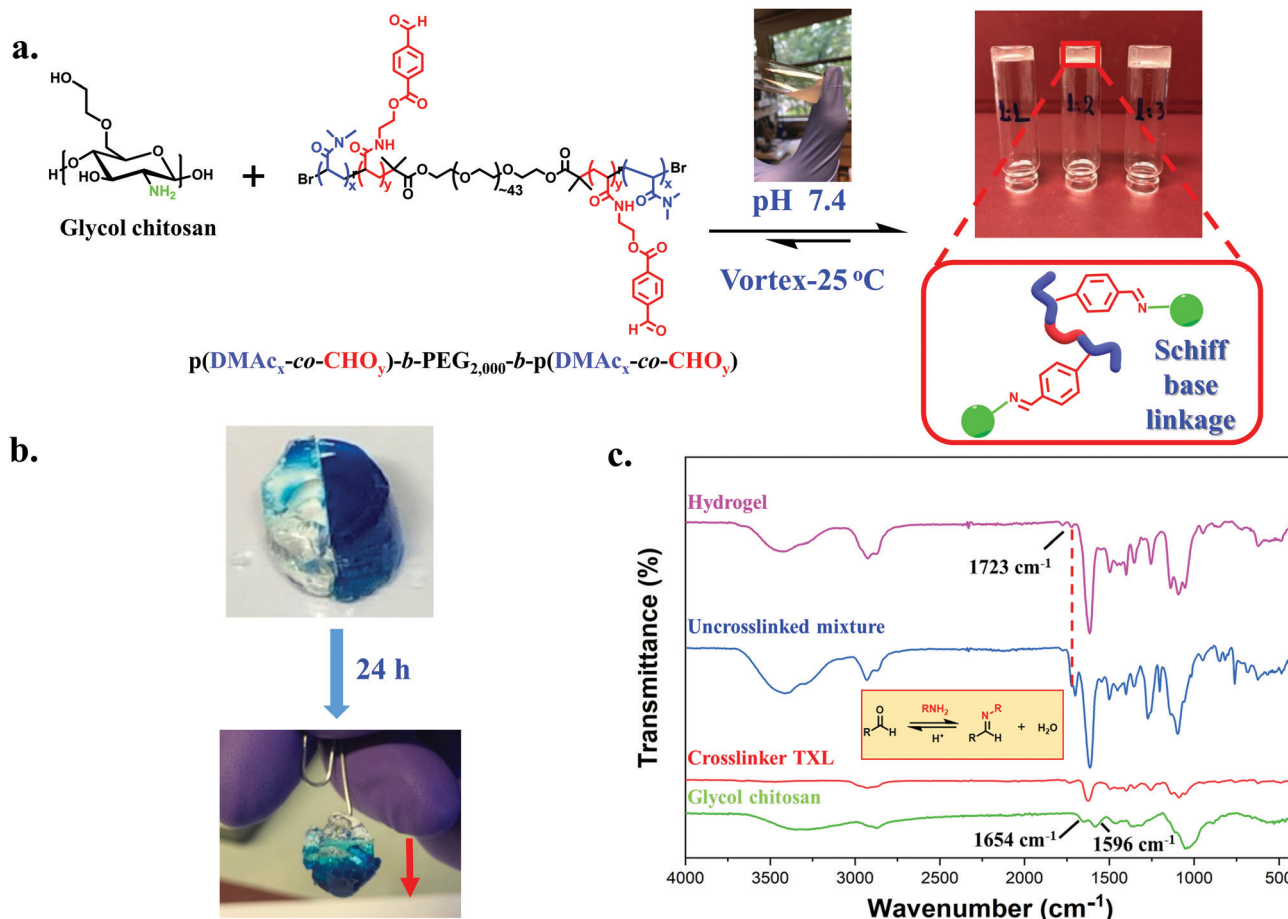 a.
HO
O
O
H
O
HO
O
NH2
OH
Glycol chitosan
+
O
H
O
O
N
O
O
NH
Br
x
y
O
O
O
~43
O
O
O
y
x
Br
O
NH
O
N
O
O
O
H
p(DMAcx-co-CHOy)-b-PEG2,000-b-p(DMAcx-co-CHOy)
pH 7.4
Vortex-25 oC
1:1
1:2
1:3
N
N
Schiff
base
linkage
b.
24 h
c.
Hydrogel
1723 cm-1
Uncrosslinked mixture
O
R
H
RNH2
H+
N
R
R
H
+
H2O
Crosslinker TXL
Glycol chitosan
1654 cm-1
1596 cm-1
Transmittance (%)
4000 3500 3000 2500 2000 1500 1000 500
Wavenumber (cm-1)